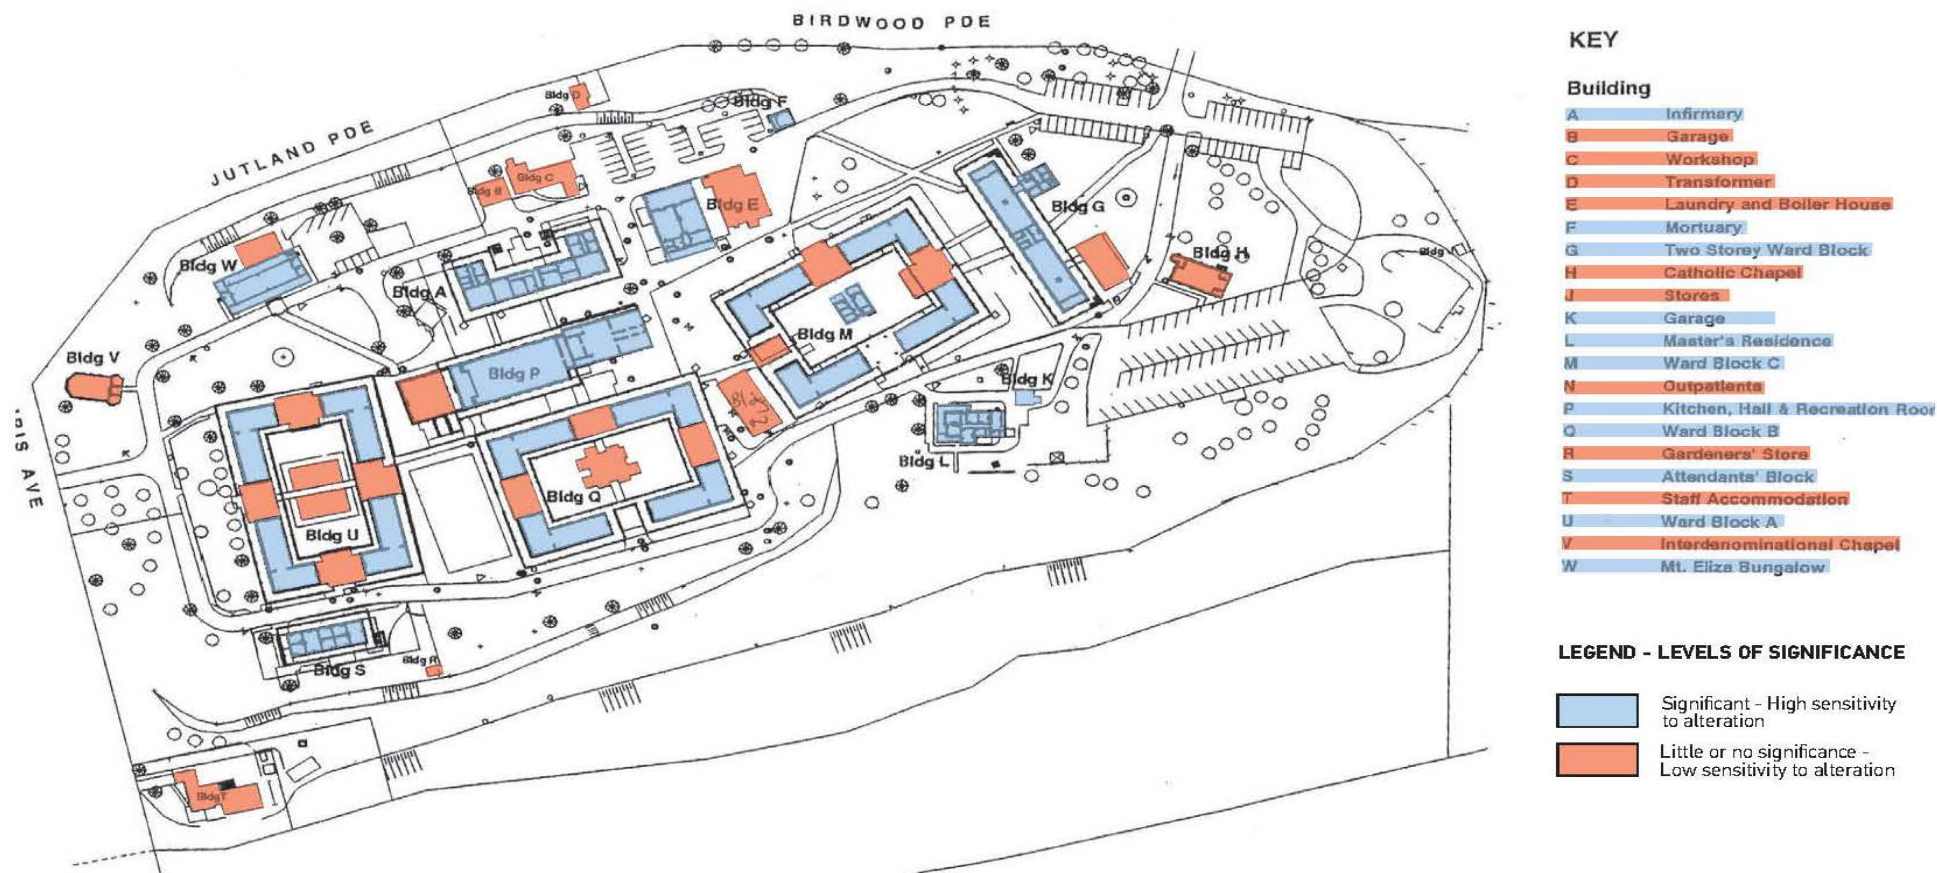 BIRDWOOD PDE
JUTLAND PDE
Bldg D
Bldg F
Bldg C
Bldg B
Bldg E
Bldg G
Bldg W
Bldg H
Bldg A
Bldg M
Bldg V
Bldg P
Bldg K
Bldg L
Bldg Q
Bldg U
AVE
Bldg S
Bldg R
Bldg T
KEY
Building
A Infirmary
B Garage
C Workshop
D Transformer
E Laundry and Boiler House
F Mortuary
G Two Storey Ward Block
H Catholic Chapel
J Stores
K Garage
L Master's Residence
M Ward Block C
N Outpatients
P Kitchen, Hall & Recreation Roor
Q Ward Block B
R Gardeners' Store
S Attendants' Block
T Staff Accommodation
U Ward Block A
V Interdenominational Chapel
W Mt. Eliza Bungalow
LEGEND - LEVELS OF SIGNIFICANCE
Significant - High sensitivity
to alteration
Little or no significance -
Low sensitivity to alteration